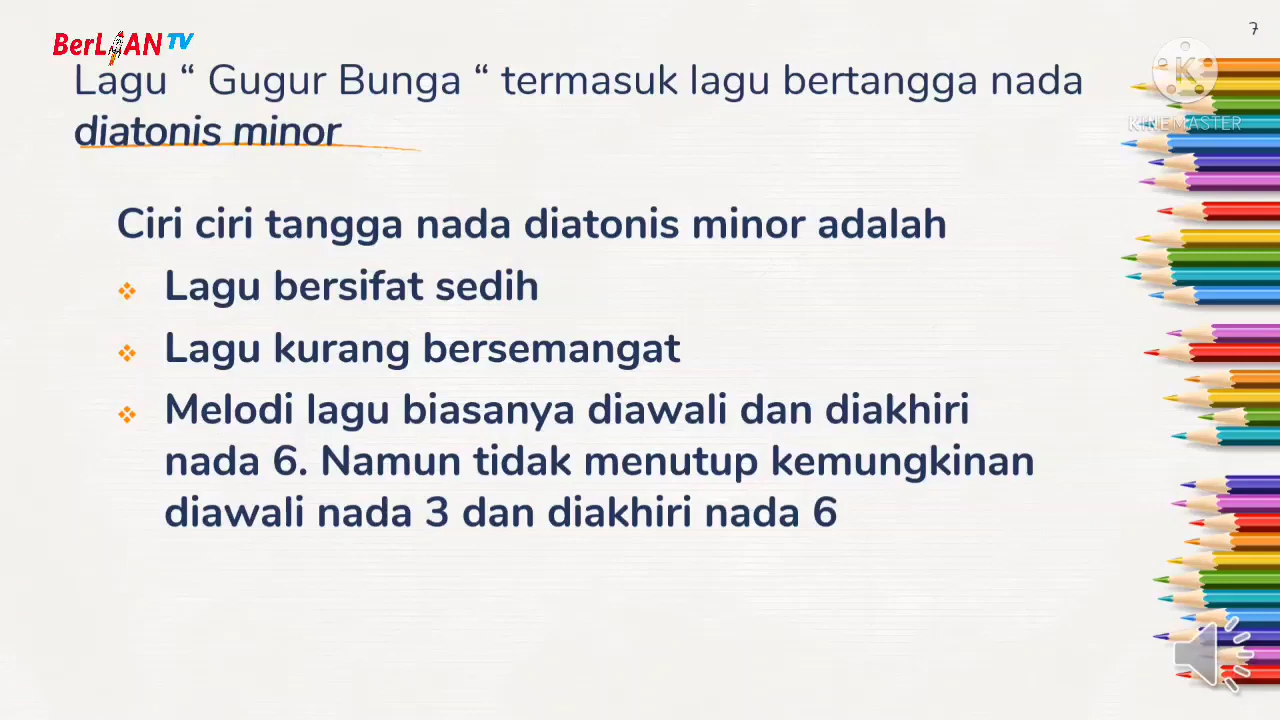 7
BerLIAN TV
Lagu “ Gugur Bunga “ termasuk lagu bertangga nada
diatonis minor
K
KINEMASTER
Ciri ciri tangga nada diatonis minor adalah
❖ Lagu bersifat sedih
❖ Lagu kurang bersemangat
❖ Melodi lagu biasanya diawali dan diakhiri
nada 6. Namun tidak menutup kemungkinan
diawali nada 3 dan diakhiri nada 6